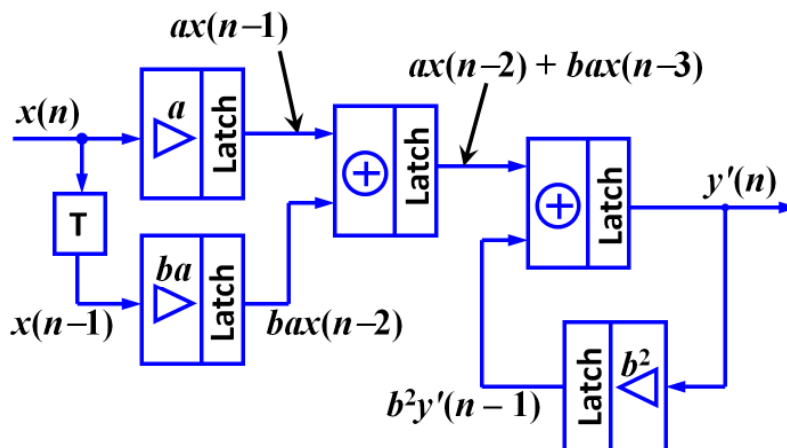 ax(n−1)
ax(n−2) + bax(n−3)
x(n)
a
Latch
Latch
Latch
y'(n)
T
ba
Latch
x(n−1)
bax(n−2)
Latch
b²
b²y'(n − 1)